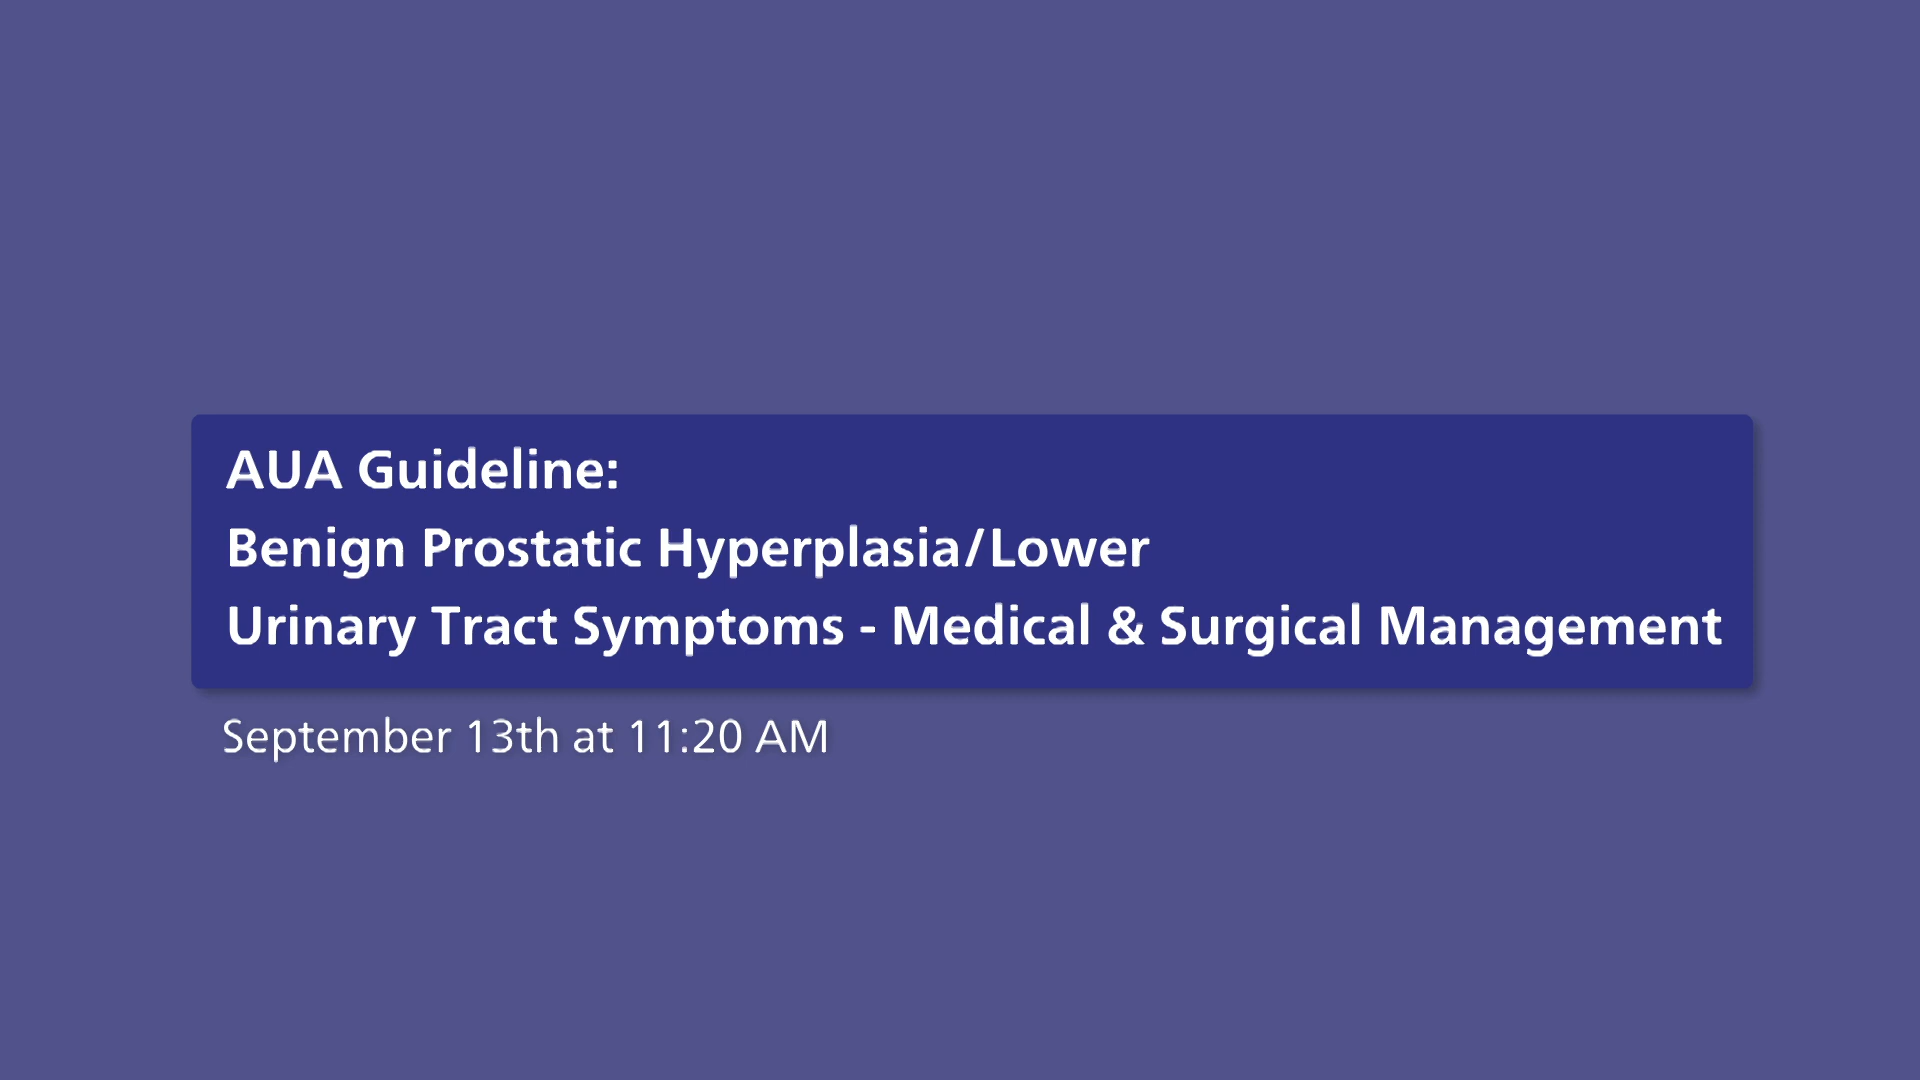 AUA Guideline:
Benign Prostatic Hyperplasia/Lower
Urinary Tract Symptoms - Medical & Surgical Management
September 13th at 11:20 AM